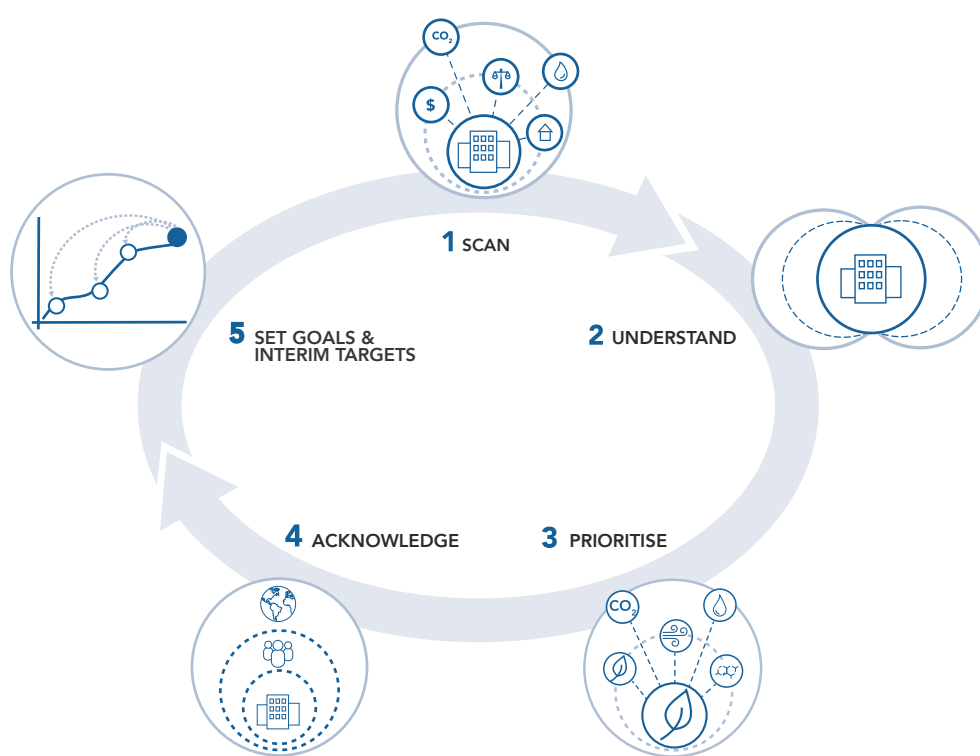 CO₂
$
1 SCAN
2 UNDERSTAND
5 SET GOALS &
INTERIM TARGETS
4 ACKNOWLEDGE
3 PRIORITISE
CO₂